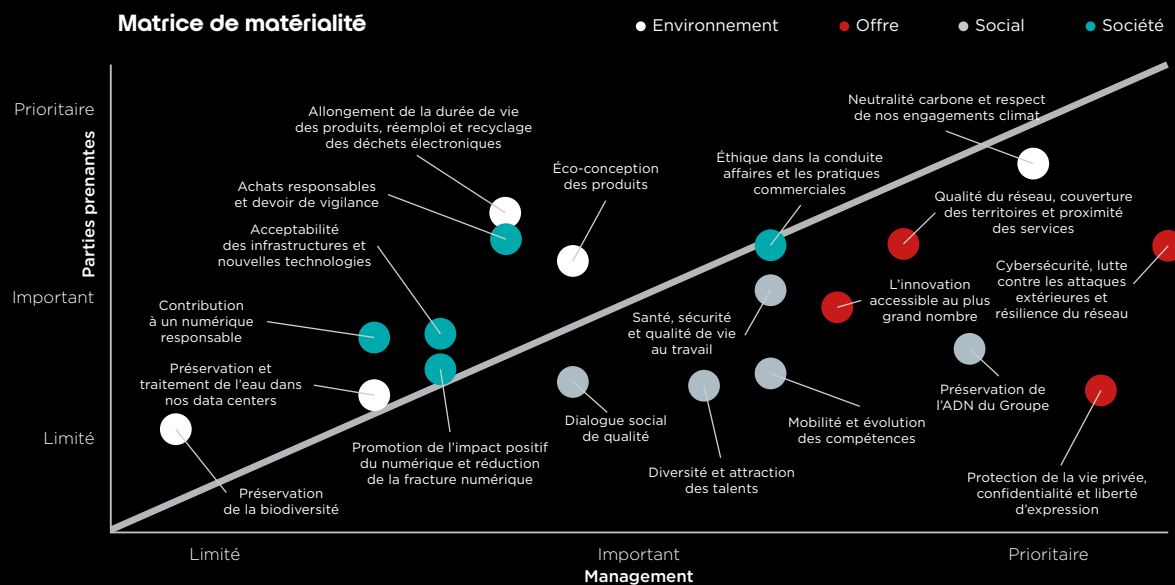 Matrice de matérialité
Environnement
Offre
Social
Société
Parties prenantes
Prioritaire
Important
Limité
Allongement de la durée de vie
des produits, réemploi et recyclage
des déchets électroniques
Achats responsables
et devoir de vigilance
Acceptabilité
des infrastructures et
nouvelles technologies
Contribution
à un numérique
responsable
Préservation et
traitement de l'eau dans
nos data centers
Préservation
de la biodiversité
Éco-conception
des produits
Promotion de l'impact positif
du numérique et réduction
de la fracture numérique
Dialogue social
de qualité
Éthique dans la conduite
affaires et les pratiques
commerciales
Santé, sécurité
et qualité de vie
au travail
Diversité et attraction
des talents
Mobilité et évolution
des compétences
Neutralité carbone et respect
de nos engagements climat
Qualité du réseau, couverture
des territoires et proximité
des services
L'innovation
accessible au plus
grand nombre
Cybersécurité, lutte
contre les attaques
extérieures et
résilience du réseau
Préservation de
l'ADN du Groupe
Protection de la vie privée,
confidentialité et liberté
d'expression
Limité
Important
Prioritaire
Management